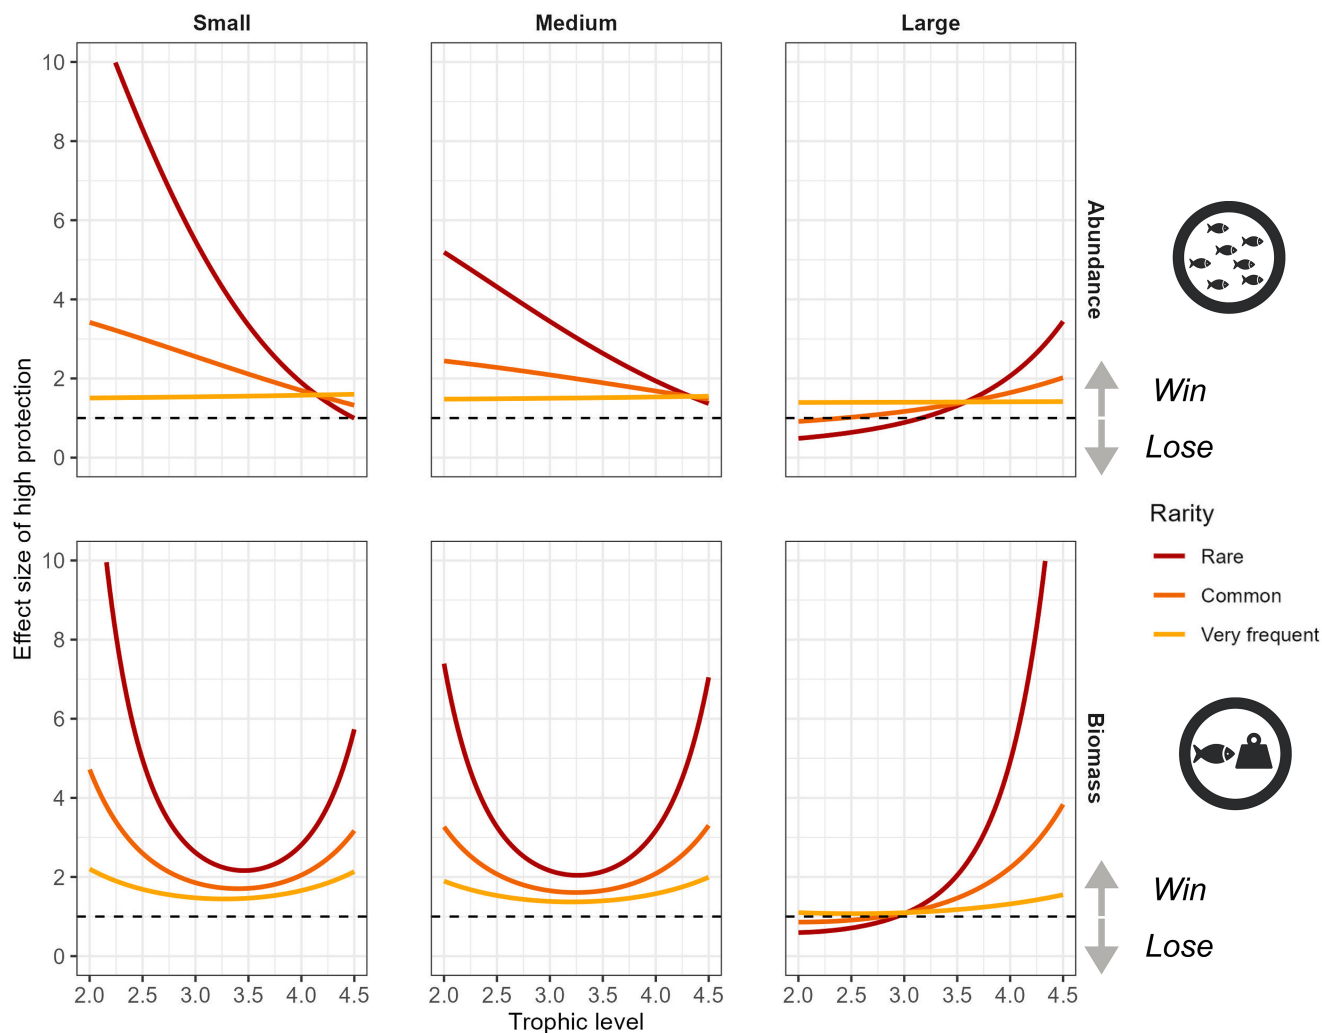 Small Medium Large
10
8
6
4
2
0
Abundance
Win
Lose
Effect size of high protection
Rarity
Rare
Common
Very frequent
10
8
6
4
2
0
Biomass
Win
Lose
2.0 2.5 3.0 3.5 4.0 4.5 2.0 2.5 3.0 3.5 4.0 4.5 2.0 2.5 3.0 3.5 4.0 4.5
Trophic level